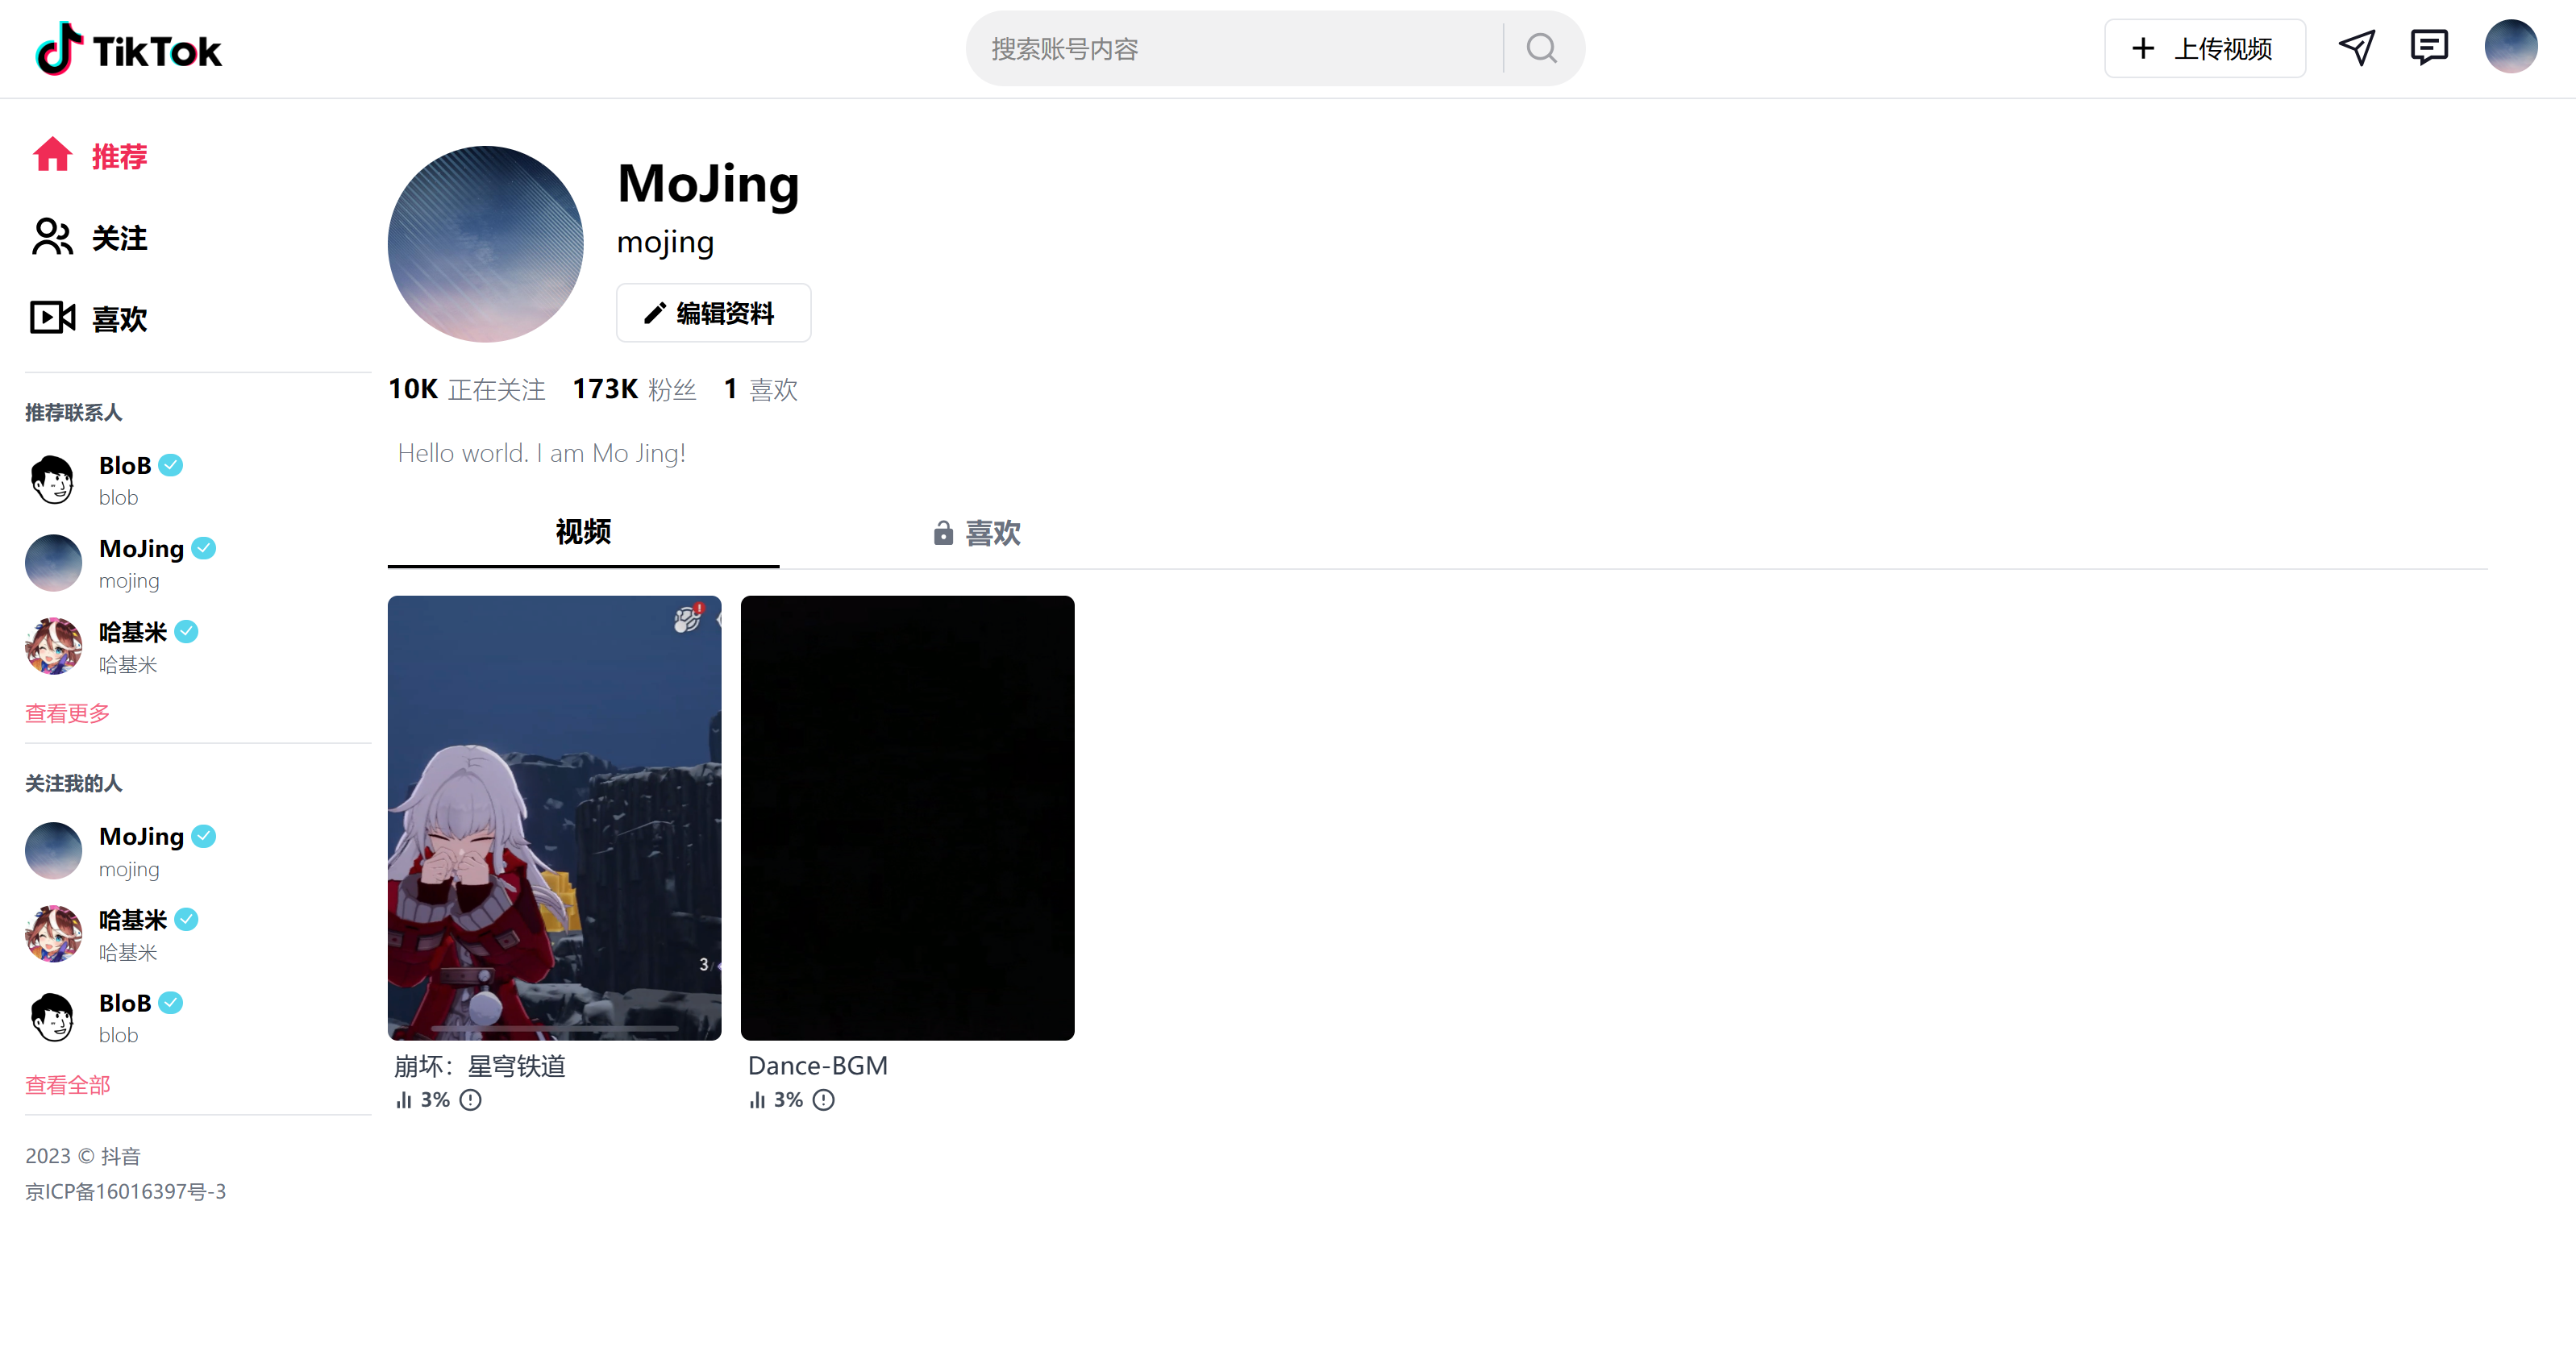 TikTok
搜索账号内容
上传视频
推荐
关注
喜欢
推荐联系人
BloB
blob
MoJing
mojing
哈基米
哈基米
查看更多
关注我的人
MoJing
mojing
哈基米
哈基米
BloB
blob
查看全部
2023 © 抖音
京ICP备16016397号-3
MoJing
mojing
编辑资料
10K 正在关注 173K 粉丝 1 喜欢
Hello world. I am Mo Jing!
视频
喜欢
3/
崩坏：星穹铁道
3%
Dance-BGM
3%